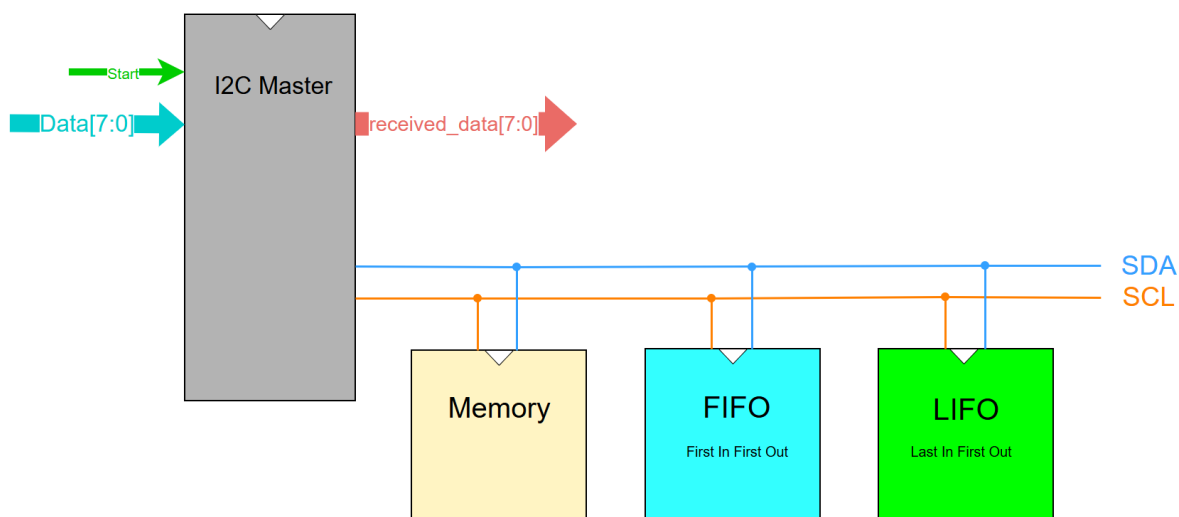 Start
I2C Master
Data[7:0]
received_data[7:0]
SDA
SCL
Memory
FIFO
First In First Out
LIFO
Last In First Out